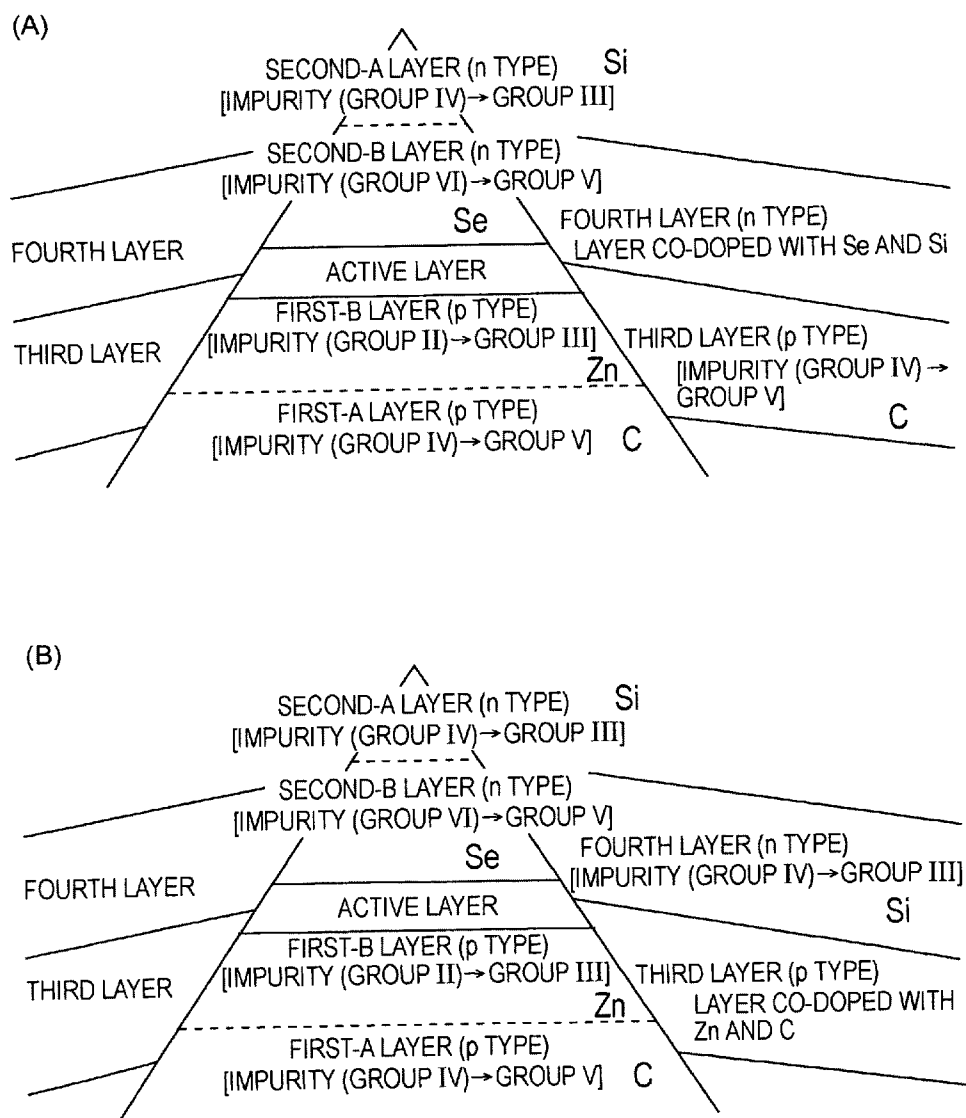 (A)
SECOND-A LAYER (n TYPE) Si
[IMPURITY (GROUP IV)→GROUP III]
SECOND-B LAYER (n TYPE)
[IMPURITY (GROUP VI)→GROUP V]
Se
FOURTH LAYER
FOURTH LAYER (n TYPE)
LAYER CO-DOPED WITH Se AND Si
ACTIVE LAYER
FIRST-B LAYER (p TYPE)
[IMPURITY (GROUP II)→GROUP III]
Zn
THIRD LAYER
THIRD LAYER (p TYPE)
[IMPURITY (GROUP IV)→
GROUP V]
C
FIRST-A LAYER (p TYPE)
[IMPURITY (GROUP IV)→GROUP V] C
(B)
SECOND-A LAYER (n TYPE) Si
[IMPURITY (GROUP IV)→GROUP III]
SECOND-B LAYER (n TYPE)
[IMPURITY (GROUP VI)→GROUP V]
Se
FOURTH LAYER
FOURTH LAYER (n TYPE)
[IMPURITY (GROUP IV)→GROUP III]
Si
ACTIVE LAYER
FIRST-B LAYER (p TYPE)
[IMPURITY (GROUP II)→GROUP III]
Zn
THIRD LAYER
THIRD LAYER (p TYPE)
LAYER CO-DOPED WITH
Zn AND C
FIRST-A LAYER (p TYPE)
[IMPURITY (GROUP IV)→GROUP V] C